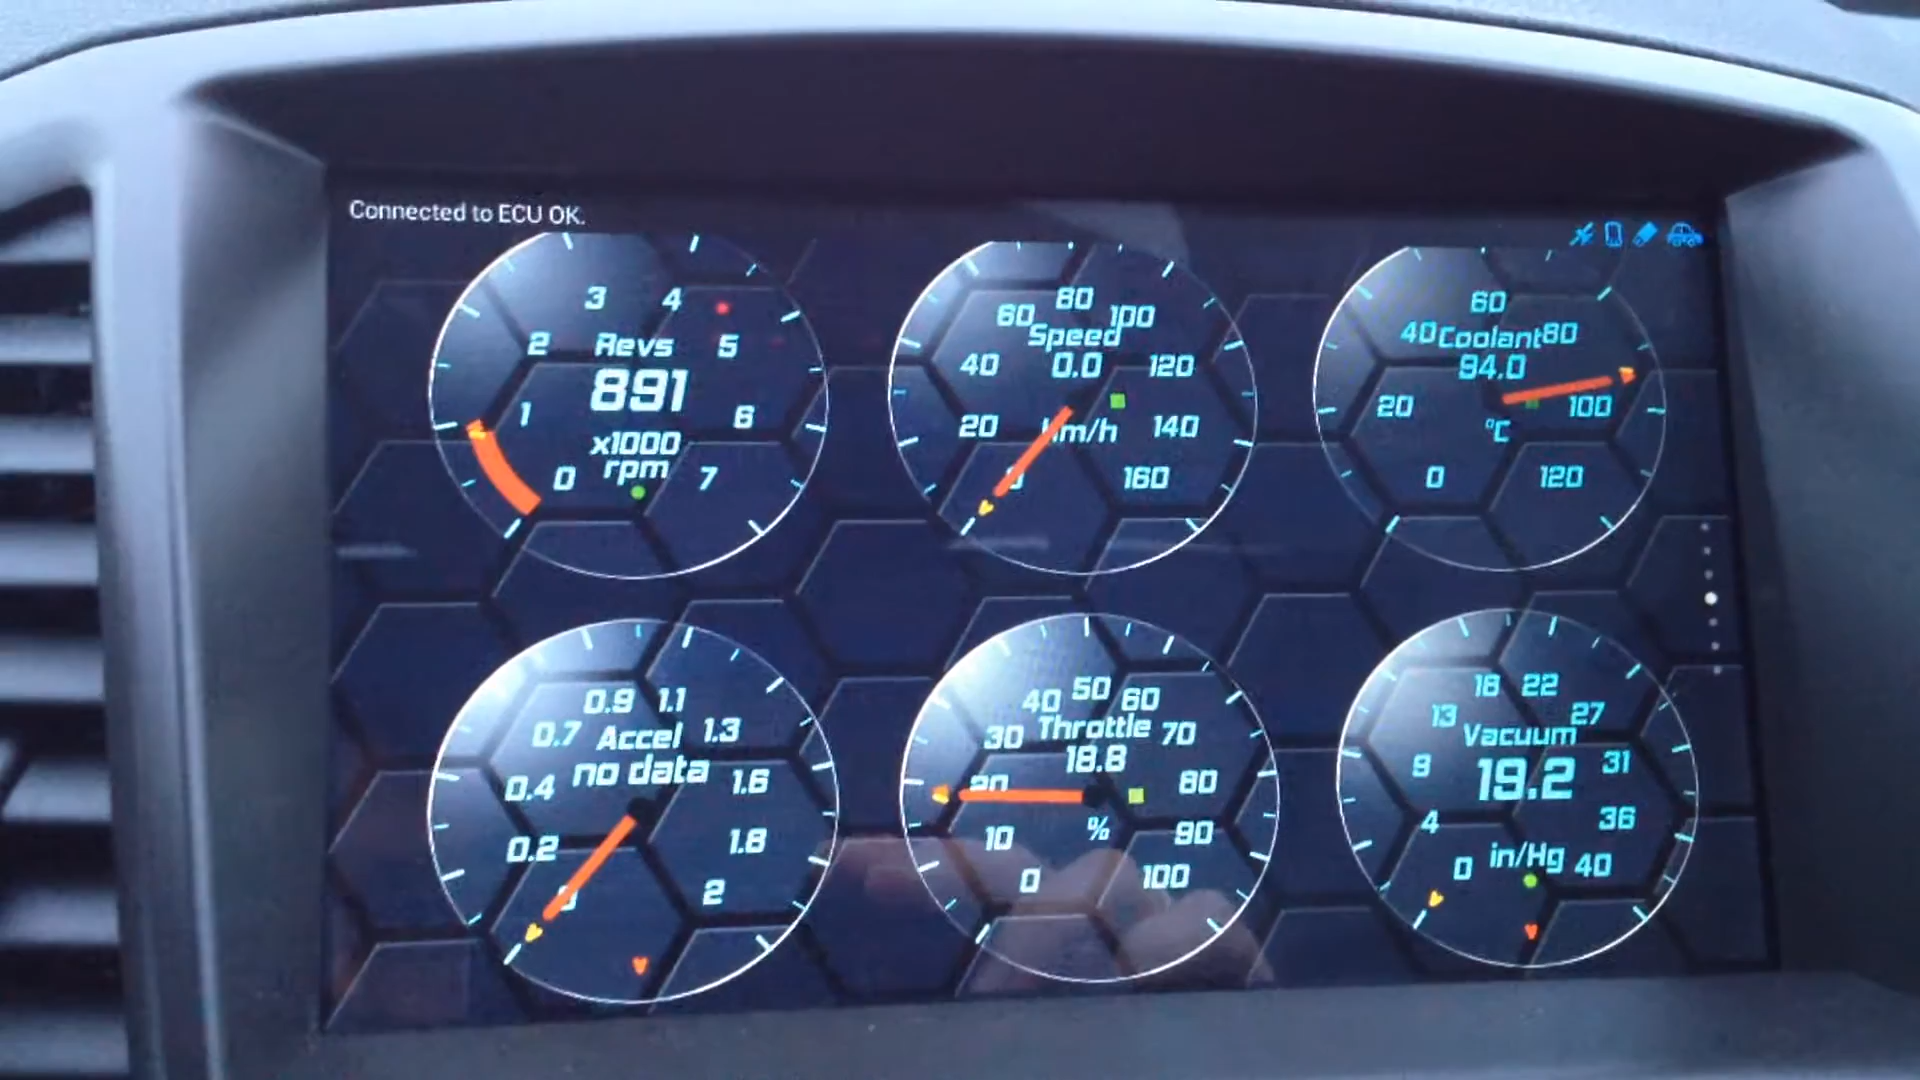 Connected to ECU OK.
3 4
2 Revs 5
891
1 6
x1000
0 rpm 7
80
60 100
Speed
40 0.0 120
20 km/h 140
0 160
60
40 Coolant 80
94.0
20 100
°C
0 120
0.9 1.1
0.7 Accel 1.3
no data
0.4 1.6
0.2 1.8
2
40 50 60
30 Throttle 70
18.8
20 80
10 % 90
0 100
18 22
13 27
Vacuum
9 19.2 31
4 36
0 in/Hg 40